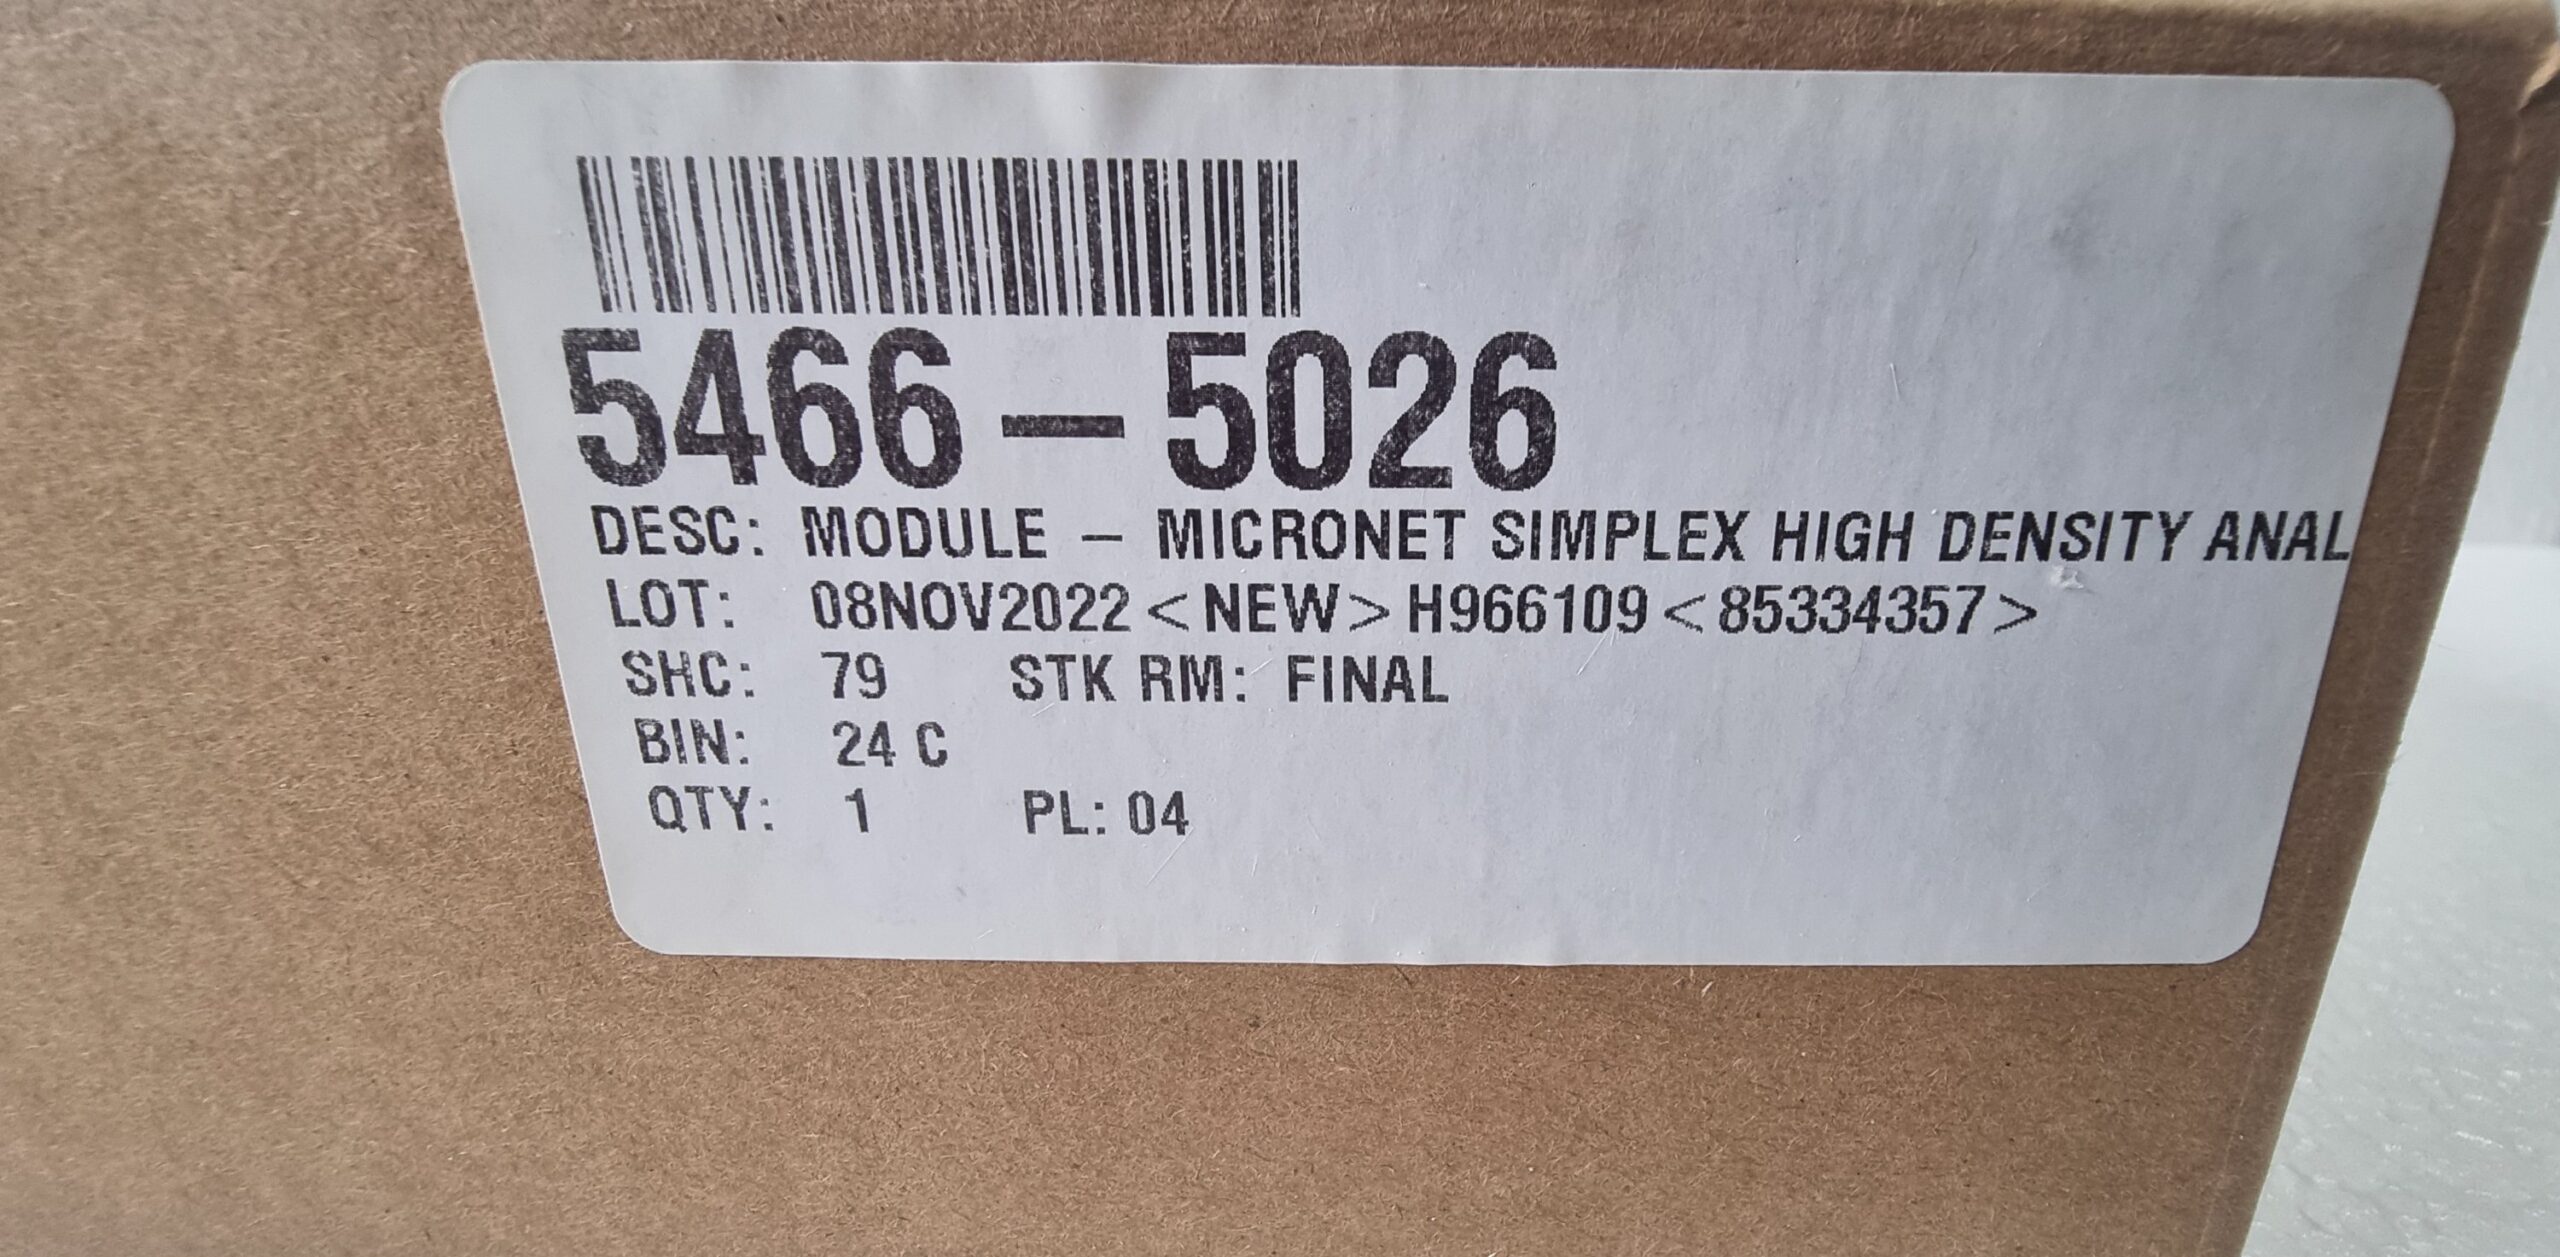 5466-5026
DESC: MODULE - MICRONET SIMPLEX HIGH DENSITY ANAL
LOT: 08NOV2022<NEW>H966109<85334357>
SHC: 79 STK RM: FINAL
BIN: 24 C
QTY: 1 PL: 04